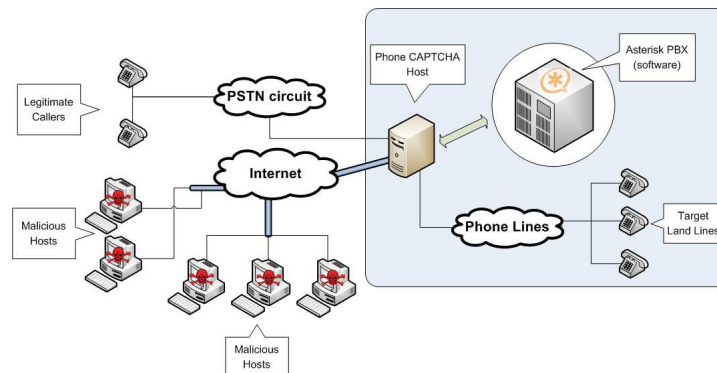 Phone CAPTCHA
Host
Asterisk PBX
(software)
Legitimate
Callers
PSTN circuit
Internet
Malicious
Hosts
Phone Lines
Target
Land Lines
Malicious
Hosts